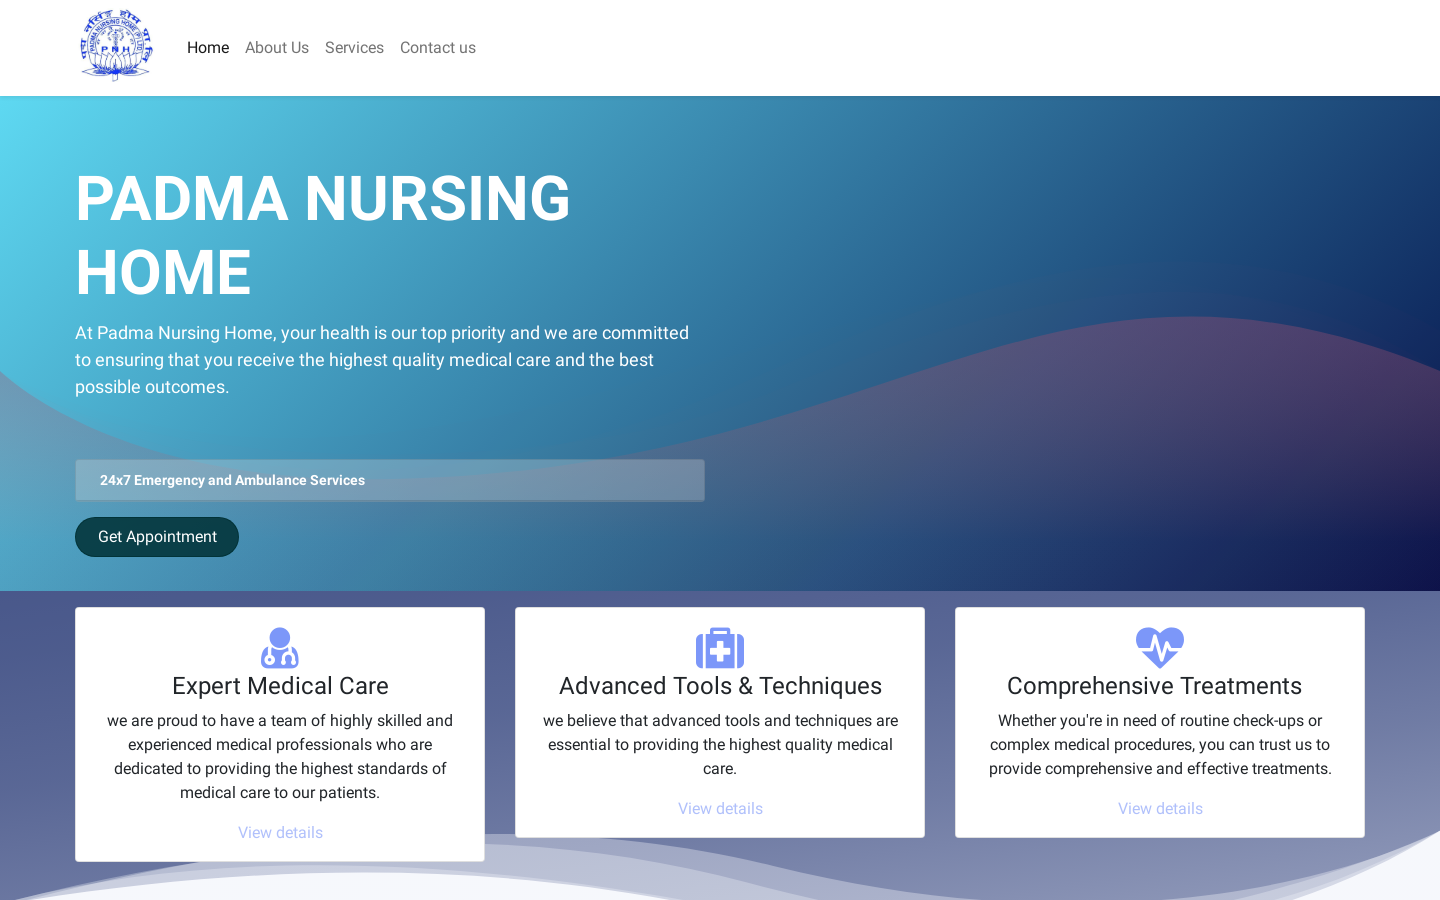 PADMA NURSING HOME
P N H
Home
About Us
Services
Contact us
PADMA NURSING
HOME
At Padma Nursing Home, your health is our top priority and we are committed
to ensuring that you receive the highest quality medical care and the best
possible outcomes.
24x7 Emergency and Ambulance Services
Get Appointment
Expert Medical Care
we are proud to have a team of highly skilled and
experienced medical professionals who are
dedicated to providing the highest standards of
medical care to our patients.
View details
Advanced Tools & Techniques
we believe that advanced tools and techniques are
essential to providing the highest quality medical
care.
View details
Comprehensive Treatments
Whether you're in need of routine check-ups or
complex medical procedures, you can trust us to
provide comprehensive and effective treatments.
View details